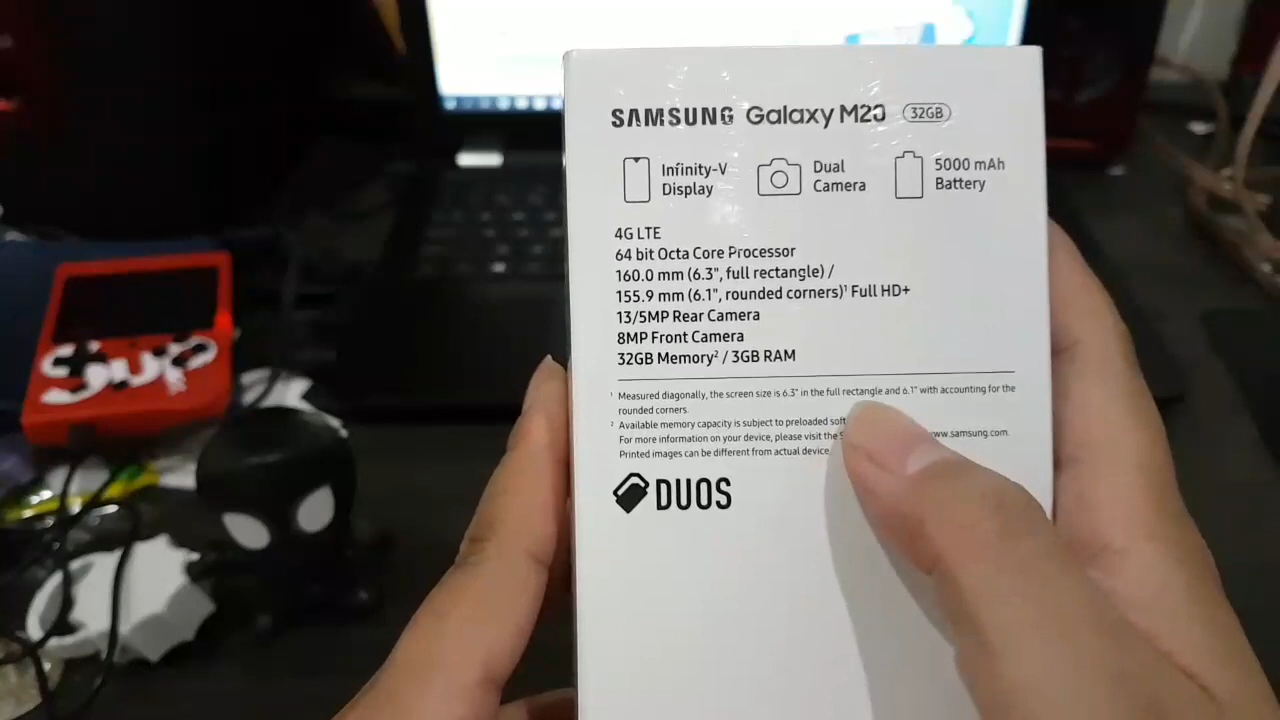 SAMSUNG Galaxy M20 32GB
Infinity-V
Display
Dual
Camera
5000 mAh
Battery
4G LTE
64 bit Octa Core Processor
160.0 mm (6.3", full rectangle) /
155.9 mm (6.1", rounded corners)¹ Full HD+
13/5MP Rear Camera
8MP Front Camera
32GB Memory² / 3GB RAM
¹ Measured diagonally, the screen size is 6.3" in the full rectangle and 6.1" with accounting for the
rounded corners.
² Available memory capacity is subject to preloaded
For more information on your device, please visit the www.samsung.com.
Printed images can be different from actual device.
DUOS
sup